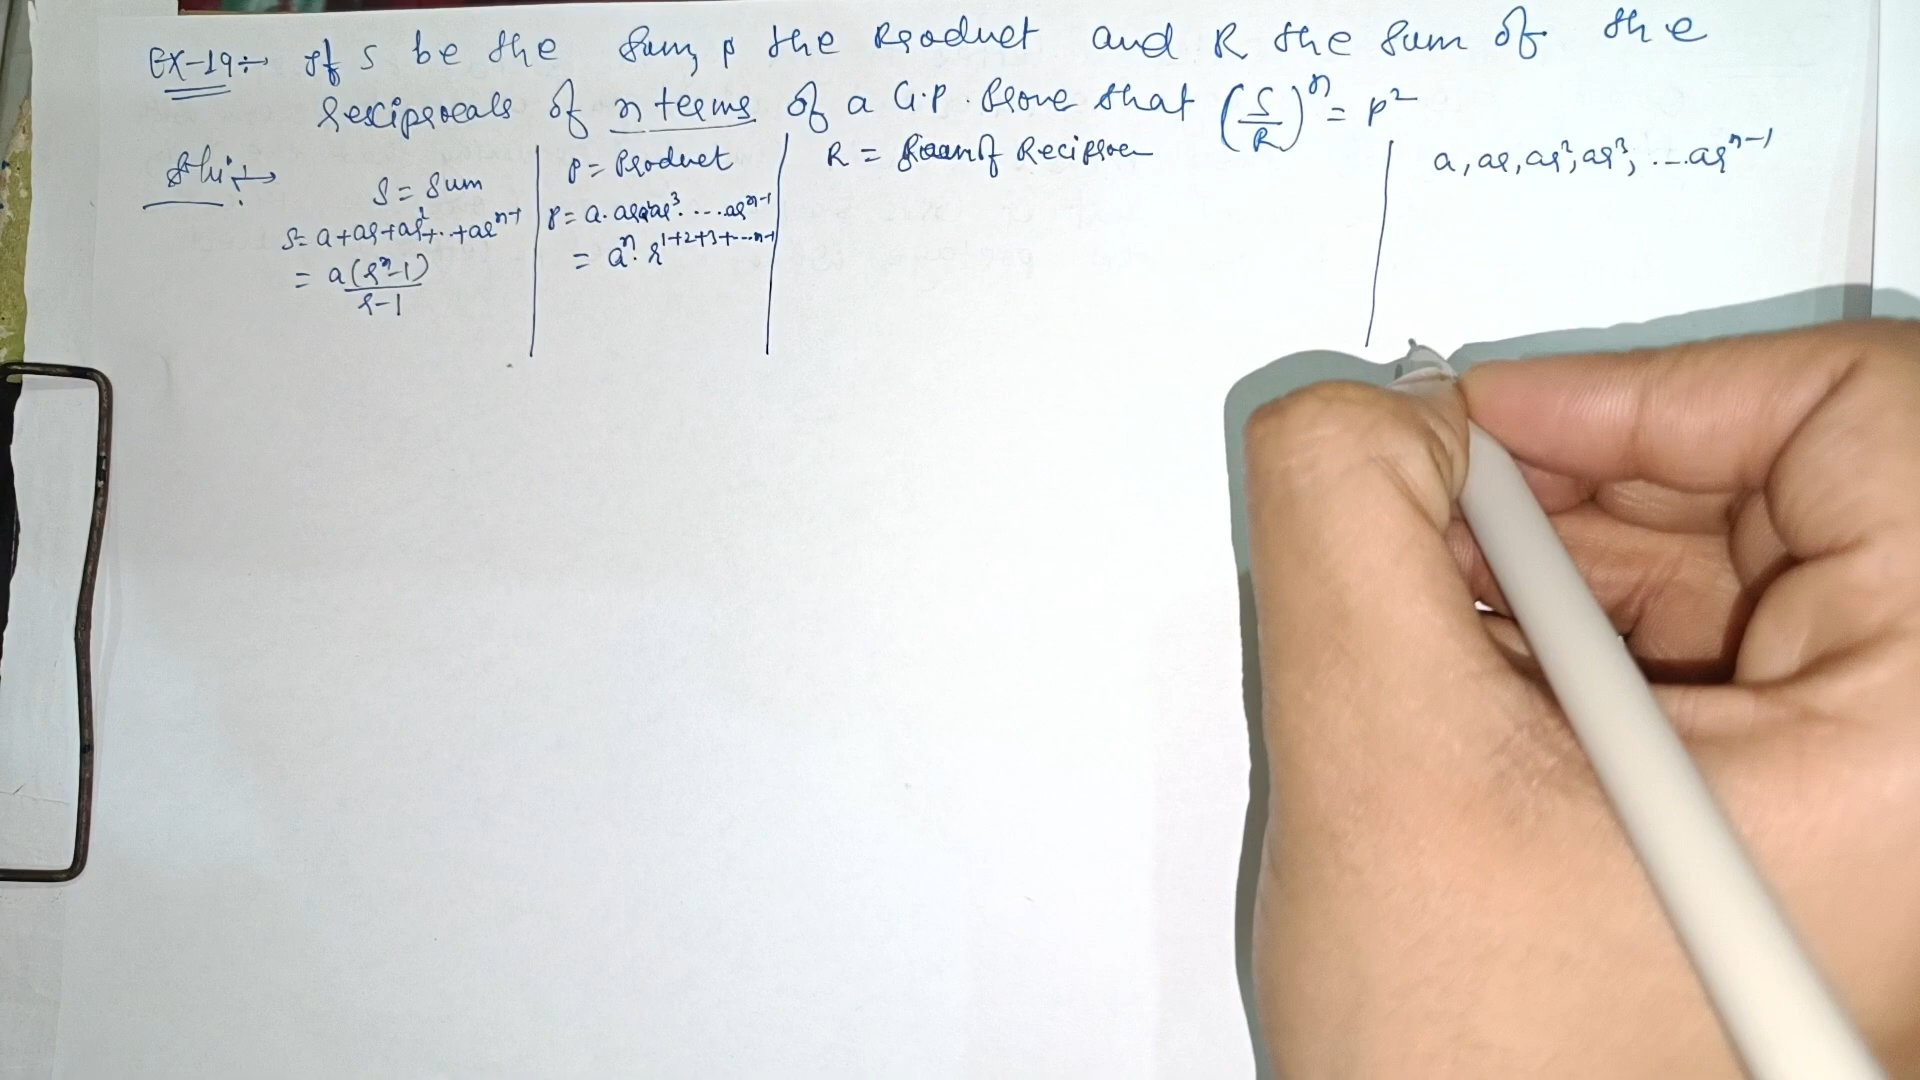 EX-19÷→ If S be the Sum, p the Product and R the Sum of the
Reciprocals of n terms of a G.P. Prove that (S/R)^n = p^2
Solu:→
S = Sum
S = a+ar+ar^2+..+ar^n-1
= a(r^n-1)/r-1
P = Product
P = a.ar.ar^2.ar^3. ....ar^n-1
= a^n. r^1+2+3+---n-1
R = Sum of Reciproca
a, ar, ar^2, ar^3, ....ar^n-1